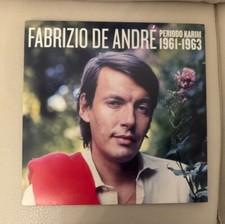 FABRIZIO DE ANDRÉ
PERIODO KARIM
1961-1963